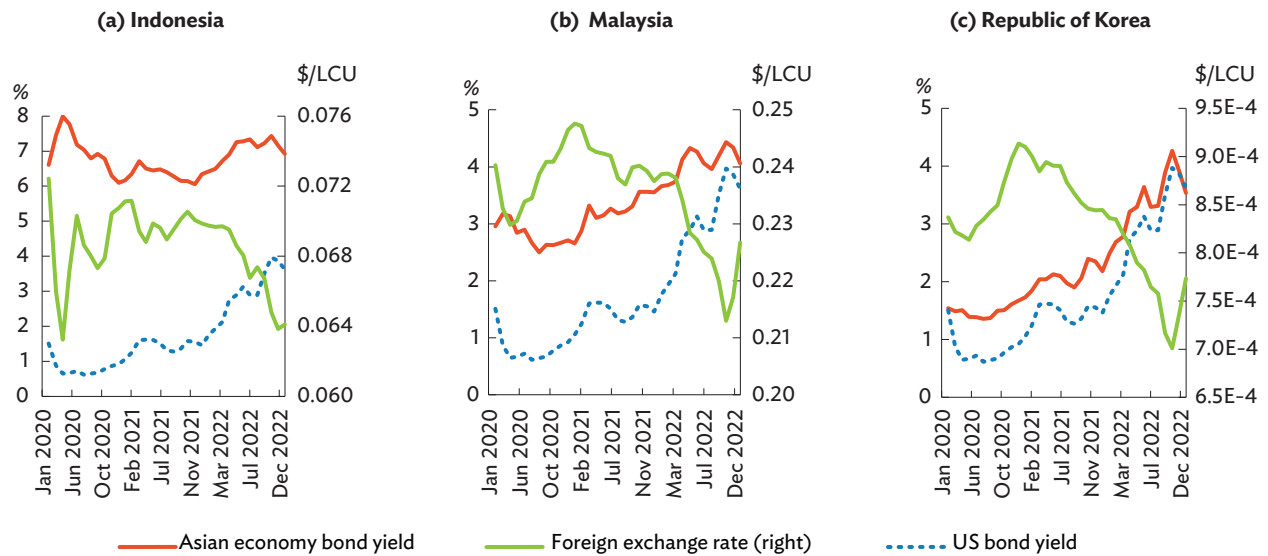 (a) Indonesia
(b) Malaysia
(c) Republic of Korea
%
$/LCU
8
7
6
5
4
3
2
1
0
0.076
0.072
0.068
0.064
0.060
Jan 2020
Jun 2020
Oct 2020
Feb 2021
Jul 2021
Nov 2021
Mar 2022
Jul 2022
Dec 2022
%
$/LCU
5
4
3
2
1
0
0.25
0.24
0.23
0.22
0.21
0.20
Jan 2020
Jun 2020
Oct 2020
Feb 2021
Jul 2021
Nov 2021
Mar 2022
Jul 2022
Dec 2022
%
$/LCU
5
4
3
2
1
0
9.5E-4
9.0E-4
8.5E-4
8.0E-4
7.5E-4
7.0E-4
6.5E-4
Jan 2020
Jun 2020
Oct 2020
Feb 2021
Jul 2021
Nov 2021
Mar 2022
Jul 2022
Dec 2022
Asian economy bond yield
Foreign exchange rate (right)
US bond yield